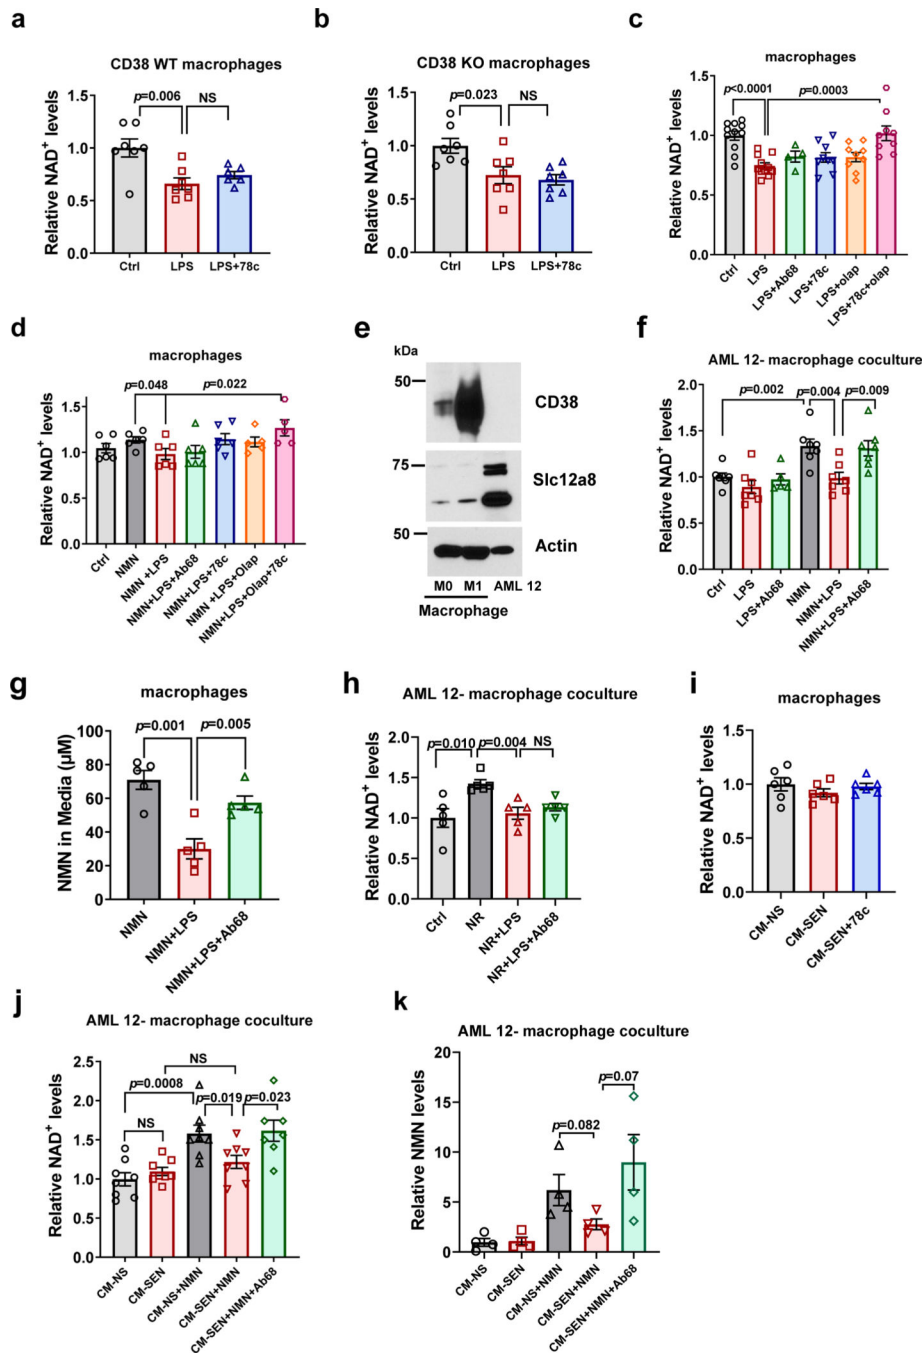 a
CD38 WT macrophages
Relative NAD⁺ levels
1.5
1.0
0.5
0.0
p=0.006
NS
Ctrl
LPS
LPS+78c
b
CD38 KO macrophages
Relative NAD⁺ levels
1.5
1.0
0.5
0.0
p=0.023
NS
Ctrl
LPS
LPS+78c
c
macrophages
Relative NAD⁺ levels
1.5
1.0
0.5
0.0
p<0.0001
p=0.0003
Ctrl
LPS
LPS+Ab68
LPS+78c
LPS+olap
LPS+78c+olap
d
macrophages
Relative NAD⁺ levels
1.5
1.0
0.5
0.0
p=0.048
p=0.022
Ctrl
NMN
NMN +LPS
NMN+LPS+Ab68
NMN+LPS+78c
NMN +LPS+Olap
NMN+LPS+Olap+78c
e
kDa
50
CD38
75
Slc12a8
50
Actin
M0 M1 AML 12
Macrophage
f
AML 12- macrophage coculture
Relative NAD⁺ levels
2.0
1.5
1.0
0.5
0.0
p=0.002
p=0.004
p=0.009
Ctrl
LPS
LPS+Ab68
NMN
NMN+LPS
NMN+LPS+Ab68
g
macrophages
NMN in Media (µM)
100
80
60
40
20
0
p=0.001
p=0.005
NMN
NMN+LPS
NMN+LPS+Ab68
h
AML 12- macrophage coculture
Relative NAD⁺ levels
2.0
1.5
1.0
0.5
0.0
p=0.010
p=0.004
NS
Ctrl
NR
NR+LPS
NR+LPS+Ab68
i
macrophages
Relative NAD⁺ levels
1.5
1.0
0.5
0.0
CM-NS
CM-SEN
CM-SEN+78c
j
AML 12- macrophage coculture
Relative NAD⁺ levels
2.5
2.0
1.5
1.0
0.5
0.0
NS
p=0.0008
NS
p=0.019
p=0.023
CM-NS
CM-SEN
CM-NS+NMN
CM-SEN+NMN
CM-SEN+NMN+Ab68
k
AML 12- macrophage coculture
Relative NMN levels
20
15
10
5
0
p=0.082
p=0.07
CM-NS
CM-SEN
CM-NS+NMN
CM-SEN+NMN
CM-SEN+NMN+Ab68